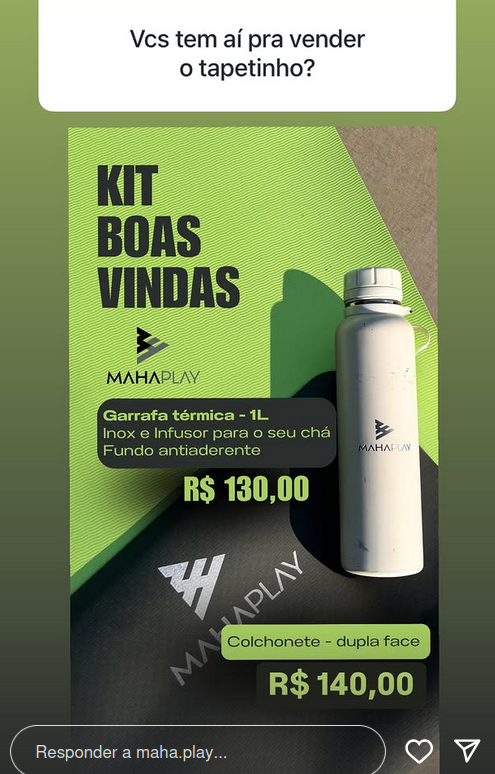 Vcs tem aí pra vender
o tapetinho?
KIT
BOAS
VINDAS
MAHAPLAY
Garrafa térmica - 1L
Inox e Infusor para o seu chá
Fundo antiaderente
R$ 130,00
MAHAPLAY
MAHAPLAY
Colchonete - dupla face
R$ 140,00
Responder a maha.play...